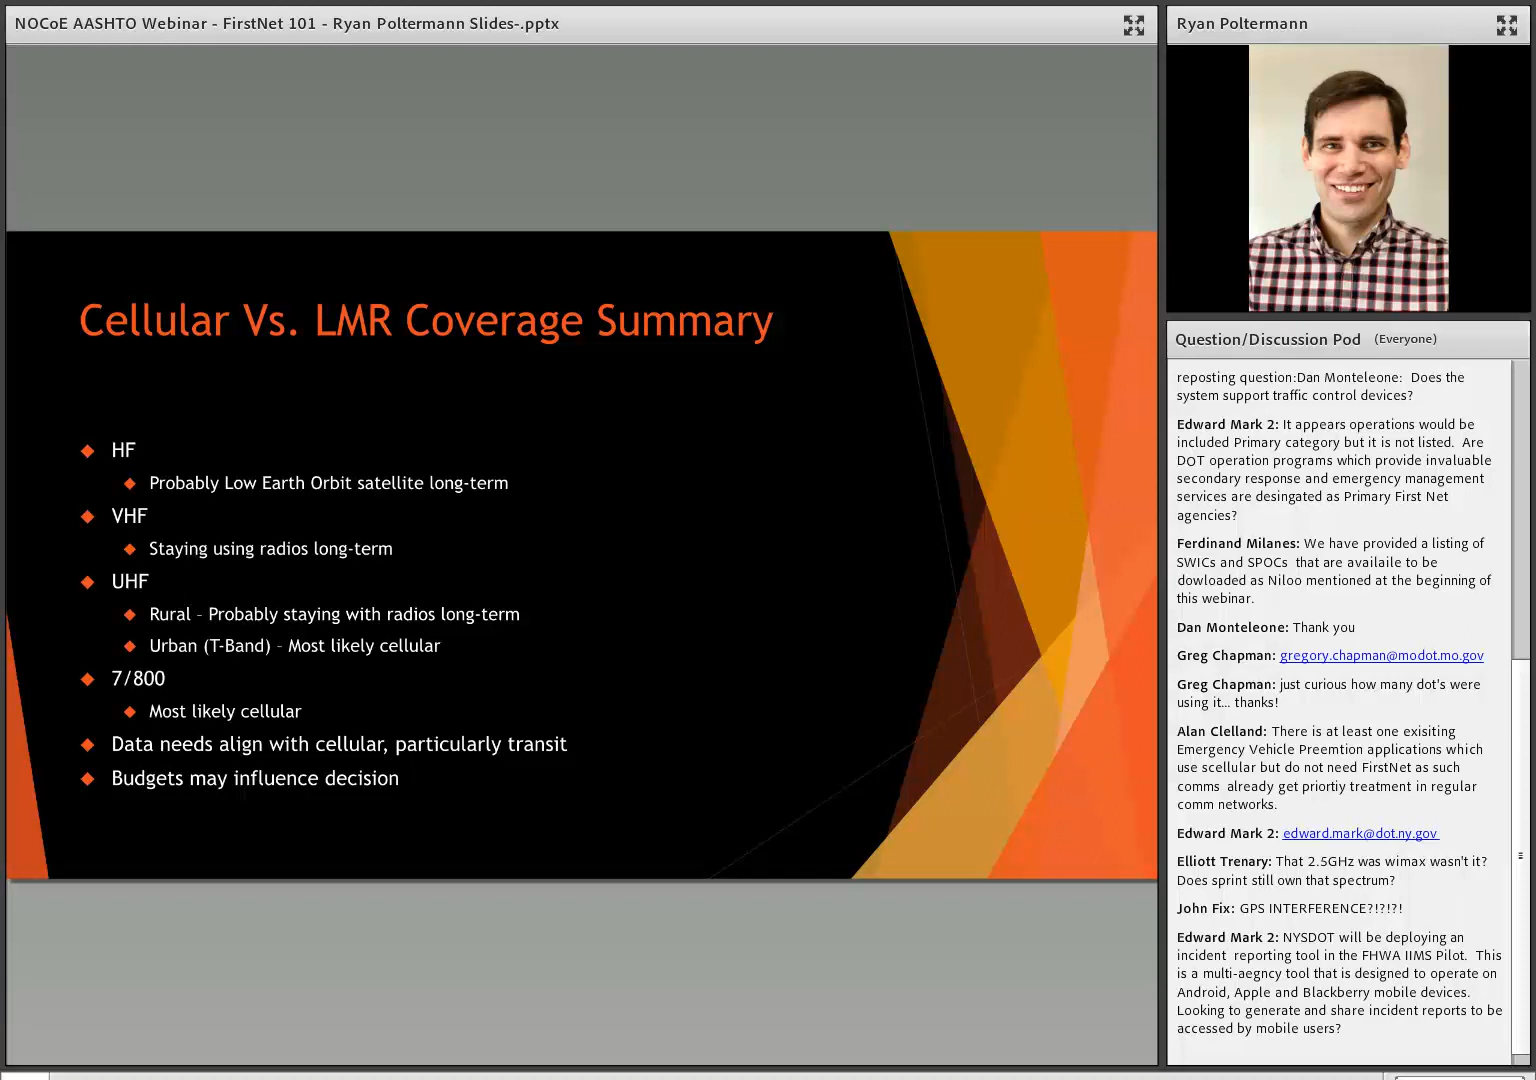 NOCoE AASHTO Webinar - FirstNet 101 - Ryan Poltermann Slides-.pptx
Cellular Vs. LMR Coverage Summary
HF
Probably Low Earth Orbit satellite long-term
VHF
Staying using radios long-term
UHF
Rural – Probably staying with radios long-term
Urban (T-Band) – Most likely cellular
7/800
Most likely cellular
Data needs align with cellular, particularly transit
Budgets may influence decision
Ryan Poltermann
Question/Discussion Pod (Everyone)
reposting question:Dan Monteleone: Does the
system support traffic control devices?
Edward Mark 2: It appears operations would be
included Primary category but it is not listed. Are
DOT operation programs which provide invaluable
secondary response and emergency management
services are desingated as Primary First Net
agencies?
Ferdinand Milanes: We have provided a listing of
SWICs and SPOCs that are availaile to be
dowloaded as Niloo mentioned at the beginning of
this webinar.
Dan Monteleone: Thank you
Greg Chapman: gregory.chapman@modot.mo.gov
Greg Chapman: just curious how many dot's were
using it... thanks!
Alan Clelland: There is at least one exisiting
Emergency Vehicle Preemtion applications which
use scellular but do not need FirstNet as such
comms already get priortiy treatment in regular
comm networks.
Edward Mark 2: edward.mark@dot.ny.gov
Elliott Trenary: That 2.5GHz was wimax wasn't it?
Does sprint still own that spectrum?
John Fix: GPS INTERFERENCE?!?!?!
Edward Mark 2: NYSDOT will be deploying an
incident reporting tool in the FHWA IIMS Pilot. This
is a multi-aegncy tool that is designed to operate on
Android, Apple and Blackberry mobile devices.
Looking to generate and share incident reports to be
accessed by mobile users?